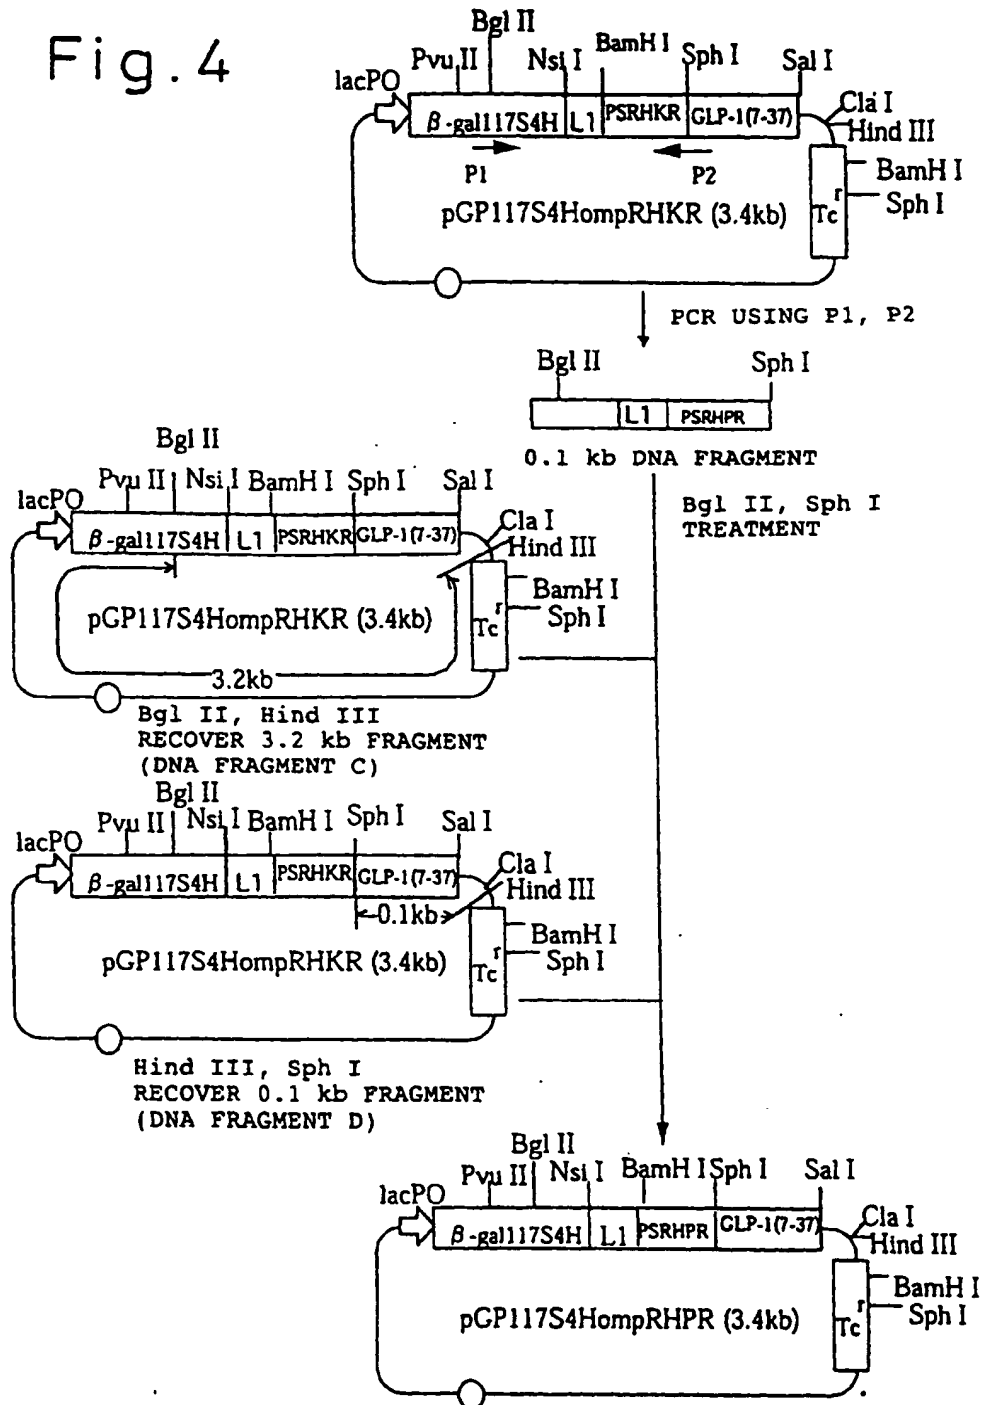 Fig. 4
Bgl II
Pvu II
Nsi I
BamH I
Sph I
Sal I
lacPO
β-gal117S4H
L1
PSRHKR
GLP-1(7-37)
Cla I
Hind III
P1
P2
BamH I
Sph I
Tc r
pGP117S4HompRHKR (3.4kb)
PCR USING P1, P2
Bgl II
Sph I
L1
PSRHPR
0.1 kb DNA FRAGMENT
Bgl II, Sph I
TREATMENT
Bgl II
Pvu II
Nsi I
BamH I
Sph I
Sal I
lacPO
β-gal117S4H
L1
PSRHKR
GLP-1(7-37)
Cla I
Hind III
BamH I
Sph I
Tc r
pGP117S4HompRHKR (3.4kb)
3.2kb
Bgl II, Hind III
RECOVER 3.2 kb FRAGMENT
(DNA FRAGMENT C)
Bgl II
Pvu II
Nsi I
BamH I
Sph I
Sal I
lacPO
β-gal117S4H
L1
PSRHKR
GLP-1(7-37)
Cla I
Hind III
0.1kb
BamH I
Sph I
Tc r
pGP117S4HompRHKR (3.4kb)
Hind III, Sph I
RECOVER 0.1 kb FRAGMENT
(DNA FRAGMENT D)
Bgl II
Pvu II
Nsi I
BamH I
Sph I
Sal I
lacPO
β-gal117S4H
L1
PSRHPR
GLP-1(7-37)
Cla I
Hind III
BamH I
Sph I
Tc r
pGP117S4HompRHPR (3.4kb)